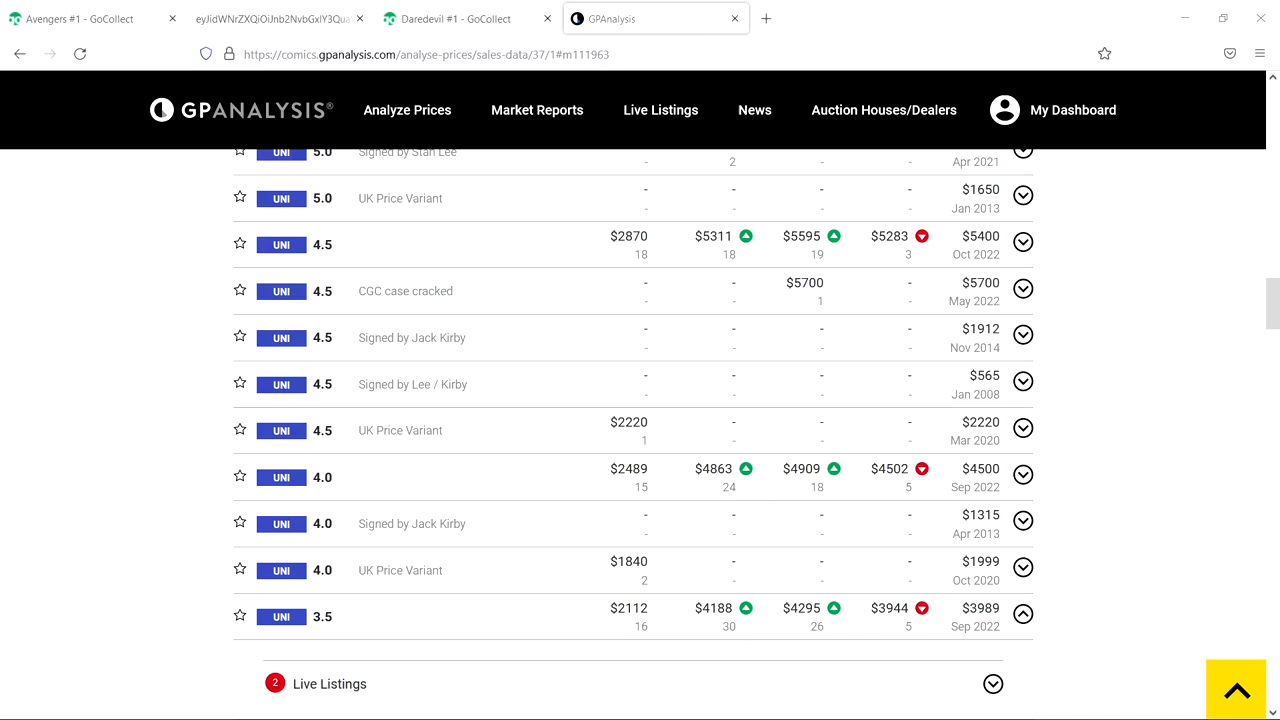 Avengers #1 - GoCollect
eyJidWNrZXQiOiJnb2NvbGxlY3Qua
Daredevil #1 - GoCollect
GPAnalysis
https://comics.gpanalysis.com/analyse-prices/sales-data/37/1#m111963
GPANALYSIS® Analyze Prices Market Reports Live Listings News Auction Houses/Dealers My Dashboard
UNI 5.0 Signed by Stan Lee
- 2 - - Apr 2021
UNI 5.0 UK Price Variant - - - - $1650
- - - - Jan 2013
UNI 4.5 $2870 $5311 $5595 $5283 $5400
18 18 19 3 Oct 2022
UNI 4.5 CGC case cracked - - $5700 - $5700
- - 1 - May 2022
UNI 4.5 Signed by Jack Kirby - - - - $1912
- - - - Nov 2014
UNI 4.5 Signed by Lee / Kirby - - - - $565
- - - - Jan 2008
UNI 4.5 UK Price Variant $2220 - - - $2220
1 - - - Mar 2020
UNI 4.0 $2489 $4863 $4909 $4502 $4500
15 24 18 5 Sep 2022
UNI 4.0 Signed by Jack Kirby - - - - $1315
- - - - Apr 2013
UNI 4.0 UK Price Variant $1840 - - - $1999
2 - - - Oct 2020
UNI 3.5 $2112 $4188 $4295 $3944 $3989
16 30 26 5 Sep 2022
2 Live Listings